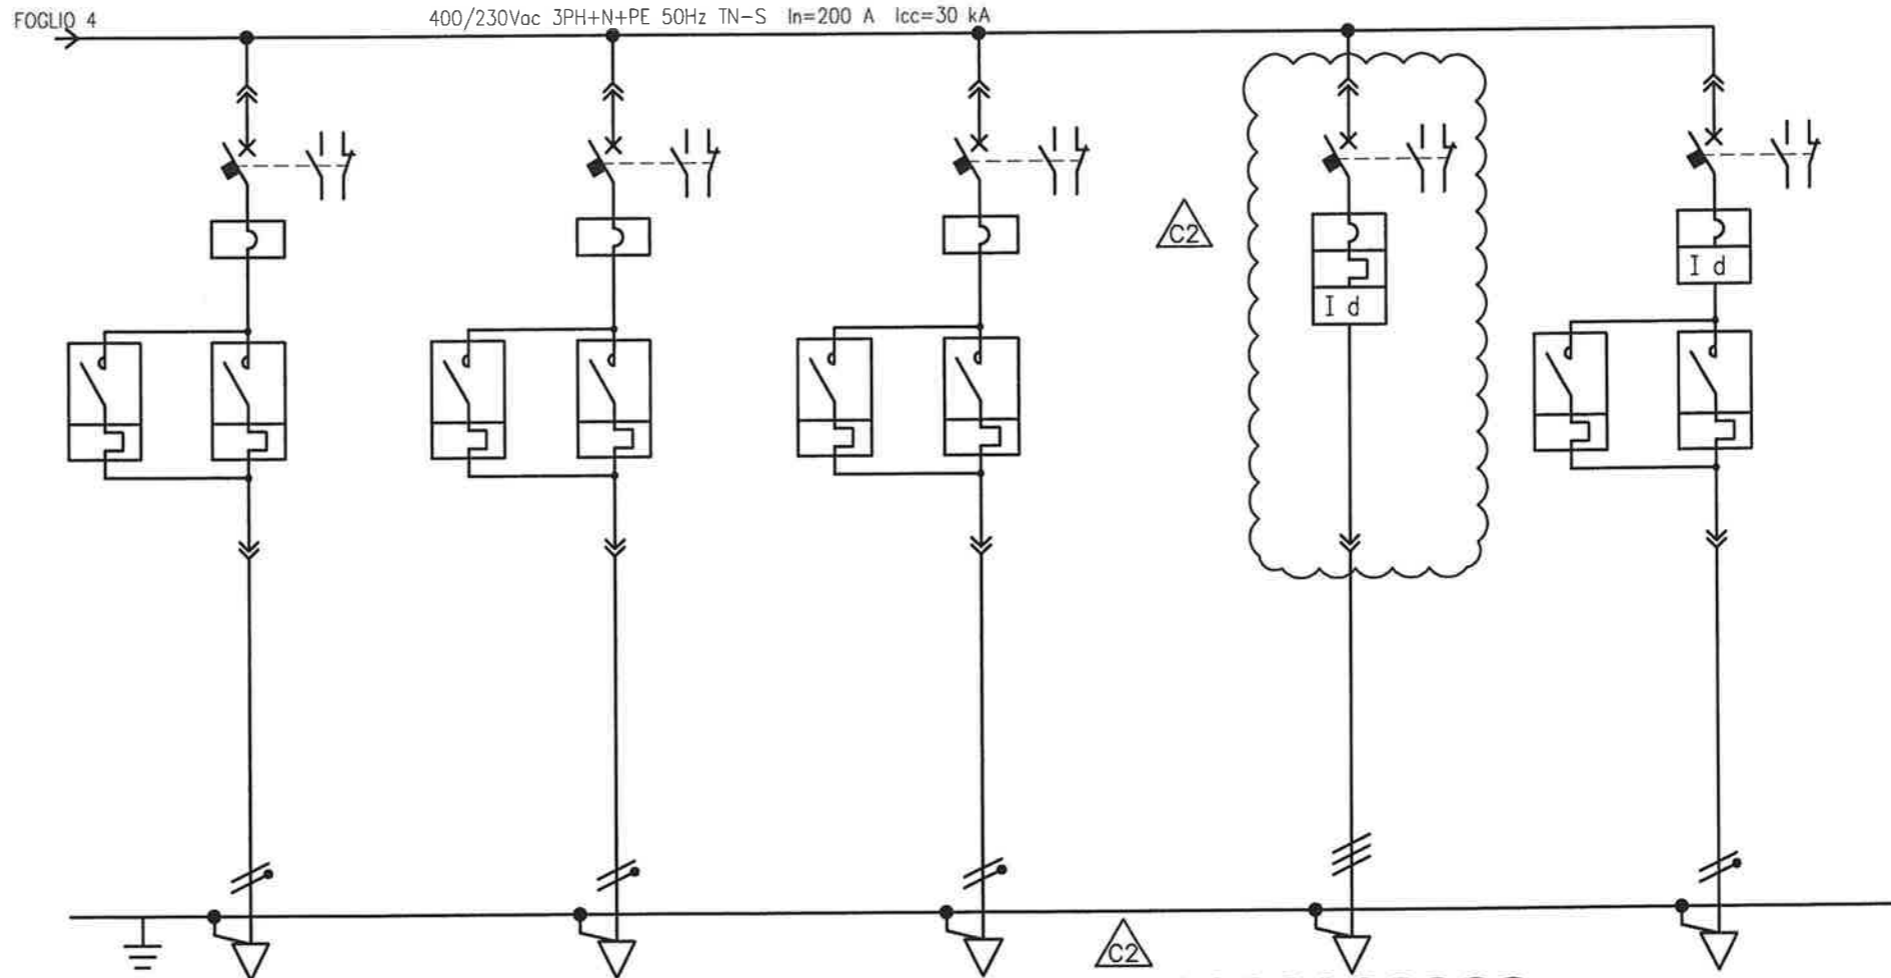 FOGLIO 4
400/230Vac 3PH+N+PE 50Hz TN-S In=200 A Icc=30 kA
C2
I d
I d
C2